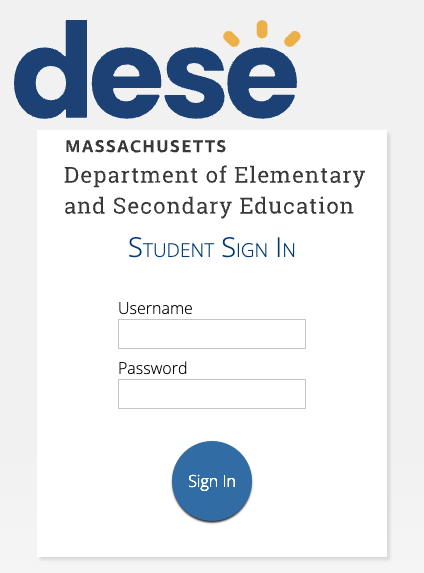 dese
MASSACHUSETTS
Department of Elementary
and Secondary Education
STUDENT SIGN IN
Username
Password
Sign In